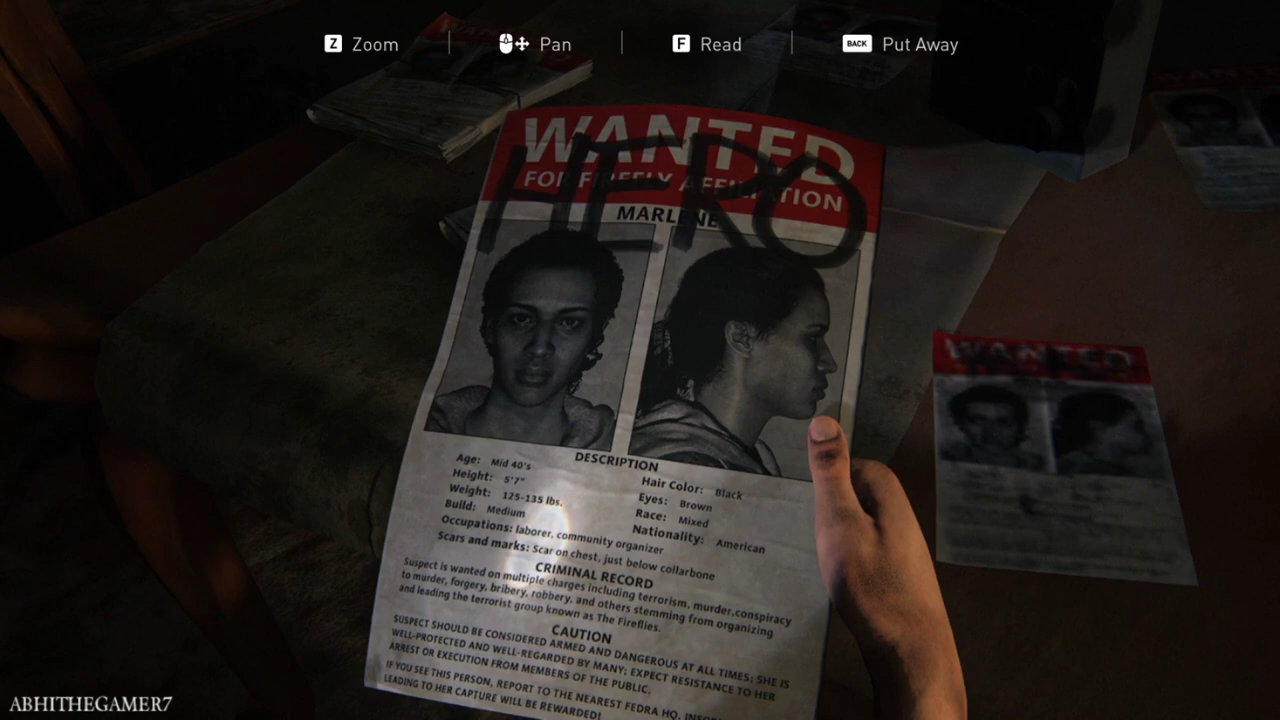 Z Zoom
Pan
F Read
BACK Put Away
WANTED
FOR FIREFLY AFFILIATION
HERO
MARLENE
DESCRIPTION
Age: Mid 40's
Height: 5'7"
Weight: 125-135 lbs.
Build: Medium
Hair Color: Black
Eyes: Brown
Race: Mixed
Nationality: American
Occupations: laborer, community organizer
Scars and marks: Scar on chest, just below collarbone
CRIMINAL RECORD
Suspect is wanted on multiple charges including terrorism, murder,conspiracy
to murder, forgery, bribery, robbery, and others stemming from organizing
and leading the terrorist group known as The Fireflies.
CAUTION
SUSPECT SHOULD BE CONSIDERED ARMED AND DANGEROUS AT ALL TIMES; SHE IS
WELL-PROTECTED AND WELL-REGARDED BY MANY; EXPECT RESISTANCE TO HER
ARREST OR EXECUTION FROM MEMBERS OF THE PUBLIC.
IF YOU SEE THIS PERSON, REPORT TO THE NEAREST FEDRA HQ.
LEADING TO HER CAPTURE WILL BE REWARDED!
WANTED
ABHITHEGAMER7